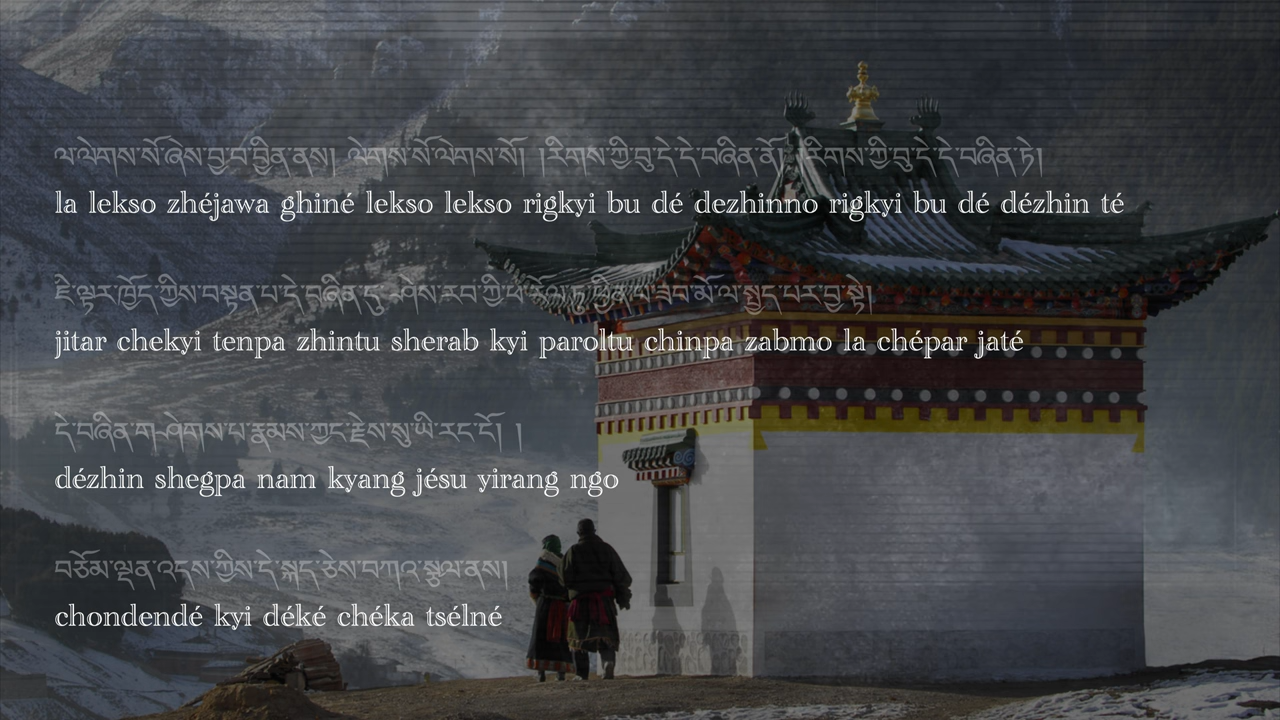 ལ་ལེགས་སོ་ཞེས་བྱ་བ་བྱིན་ནས། ལེགས་སོ་ལེགས་སོ། །རིགས་ཀྱི་བུ་དེ་དེ་བཞིན་ནོ། །རིགས་ཀྱི་བུ་དེ་དེ་བཞིན་ཏེ།
la lekso zhéjawa ghiné lekso lekso rigkyi bu dé dezhinno rigkyi bu dé dézhin té
ཇི་ལྟར་ཁྱོད་ཀྱིས་བསྟན་པ་དེ་བཞིན་དུ་ཤེས་རབ་ཀྱི་ཕ་རོལ་ཏུ་ཕྱིན་པ་ཟབ་མོ་ལ་སྤྱད་པར་བྱ་སྟེ།
jitar chekyi tenpa zhintu sherab kyi paroltu chinpa zabmo la chépar jaté
དེ་བཞིན་གཤེགས་པ་རྣམས་ཀྱང་རྗེས་སུ་ཡི་རང་ངོ། །
dézhin shegpa nam kyang jésu yirang ngo
བཅོམ་ལྡན་འདས་ཀྱིས་དེ་སྐད་ཅེས་བཀའ་སྩལ་ནས།
chondendé kyi déké chéka tsélné